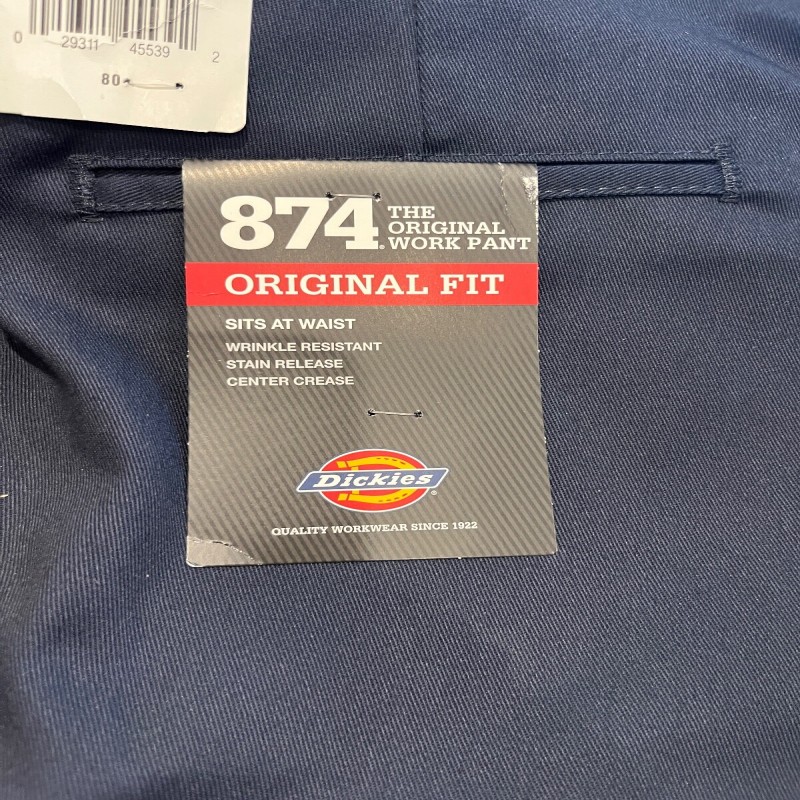 0 29311 45539 2
80
874 THE
ORIGINAL
WORK PANT
ORIGINAL FIT
SITS AT WAIST
WRINKLE RESISTANT
STAIN RELEASE
CENTER CREASE
Dickies®
QUALITY WORKWEAR SINCE 1922